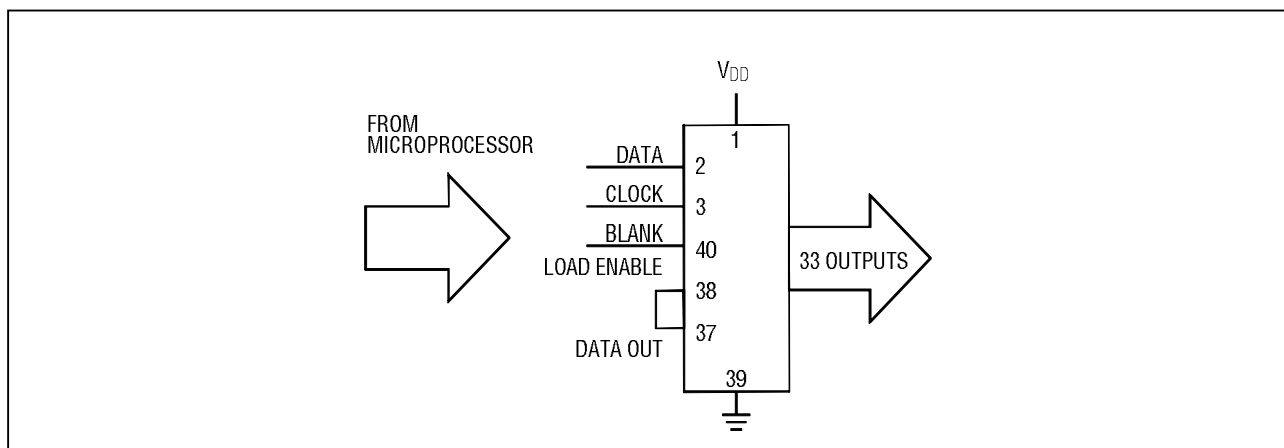 FROM
MICROPROCESSOR
VDD
1
DATA
2
CLOCK
3
BLANK
40
LOAD ENABLE
38
37
DATA OUT
39
33 OUTPUTS